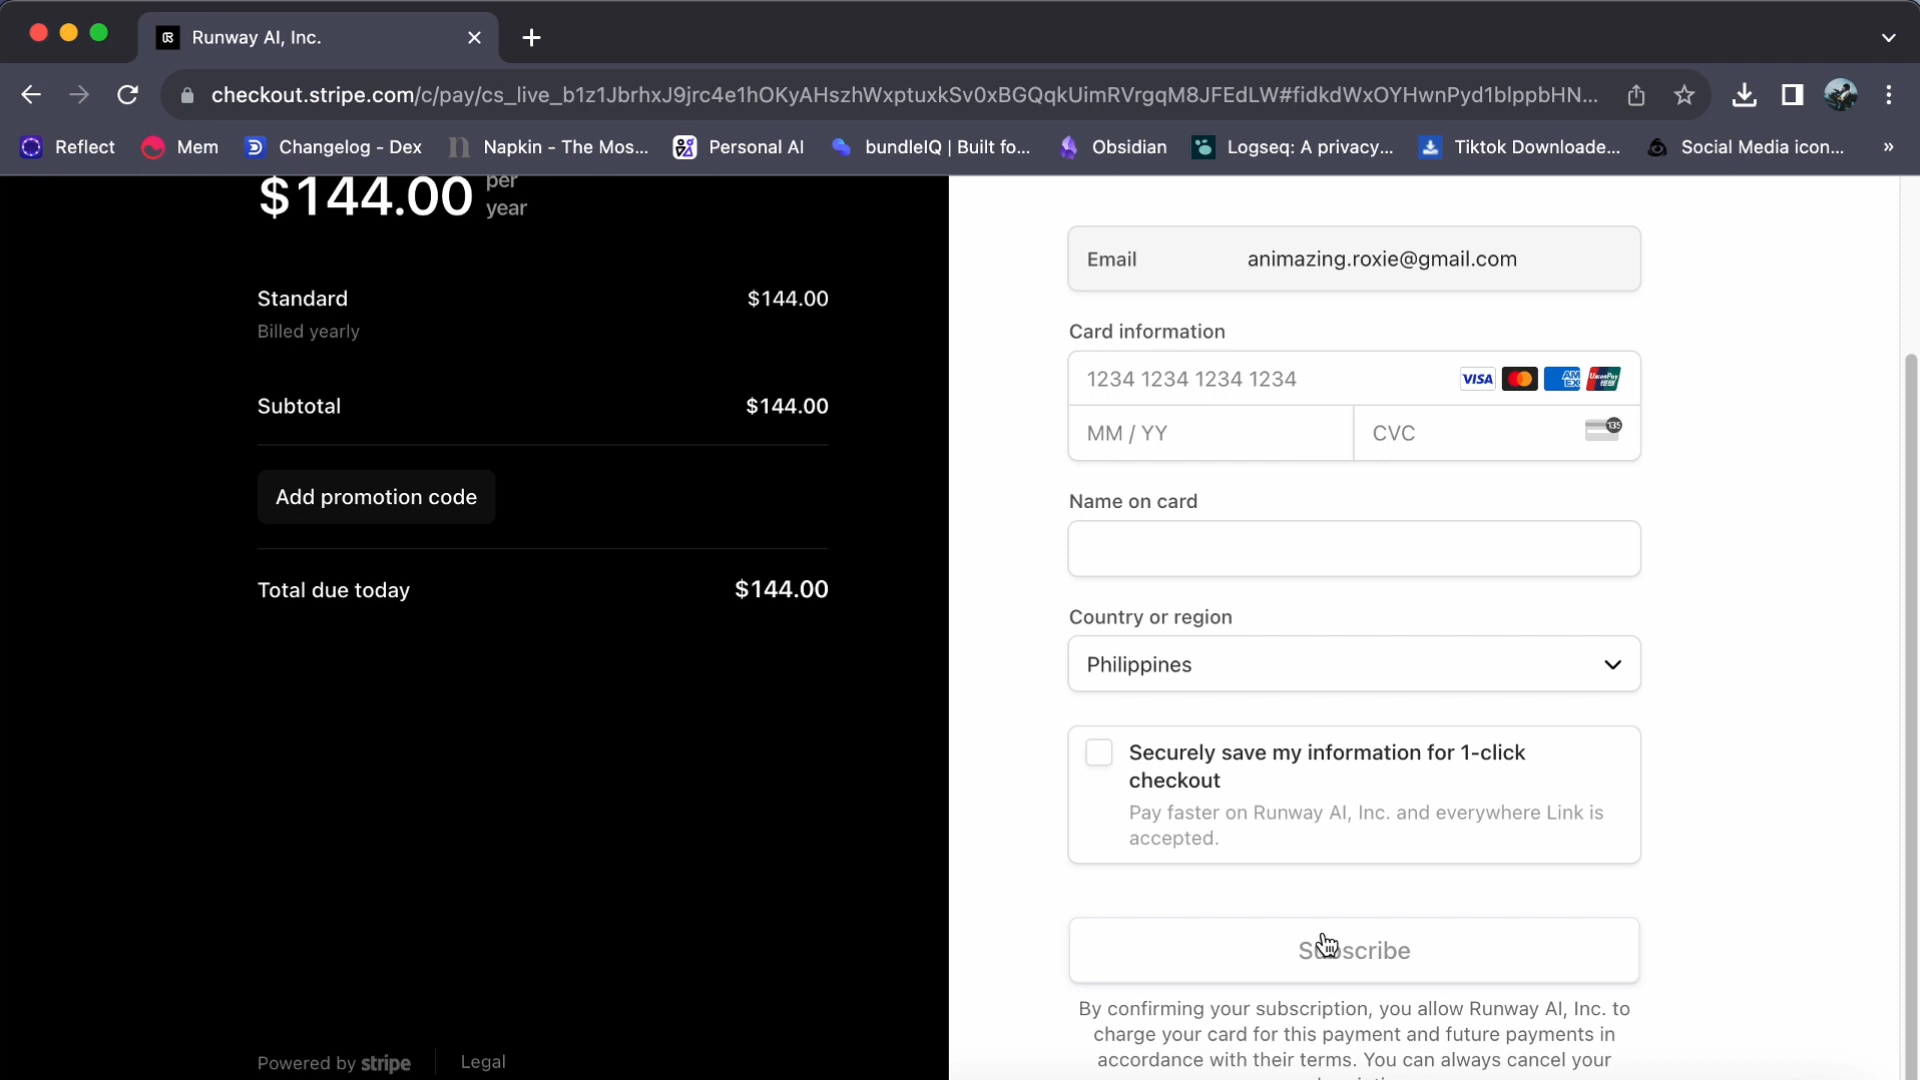 Runway AI, Inc.
checkout.stripe.com/c/pay/cs_live_b1z1JbrhxJ9jrc4e1hOKyAHszhWxptuxkSv0xBGQqkUimRVrgqM8JFEdLW#fidkdWxOYHwnPyd1blppbHN...
Reflect Mem Changelog - Dex Napkin - The Mos... Personal AI bundleIQ | Built fo... Obsidian Logseq: A privacy... Tiktok Downloade... Social Media icon... »
$144.00 per
year
Standard $144.00
Billed yearly
Subtotal $144.00
Add promotion code
Total due today $144.00
Powered by stripe Legal
Email animazing.roxie@gmail.com
Card information
1234 1234 1234 1234 VISA AM EX UnionPay
MM / YY CVC 135
Name on card
Country or region
Philippines
Securely save my information for 1-click
checkout
Pay faster on Runway AI, Inc. and everywhere Link is
accepted.
Subscribe
By confirming your subscription, you allow Runway AI, Inc. to
charge your card for this payment and future payments in
accordance with their terms. You can always cancel your